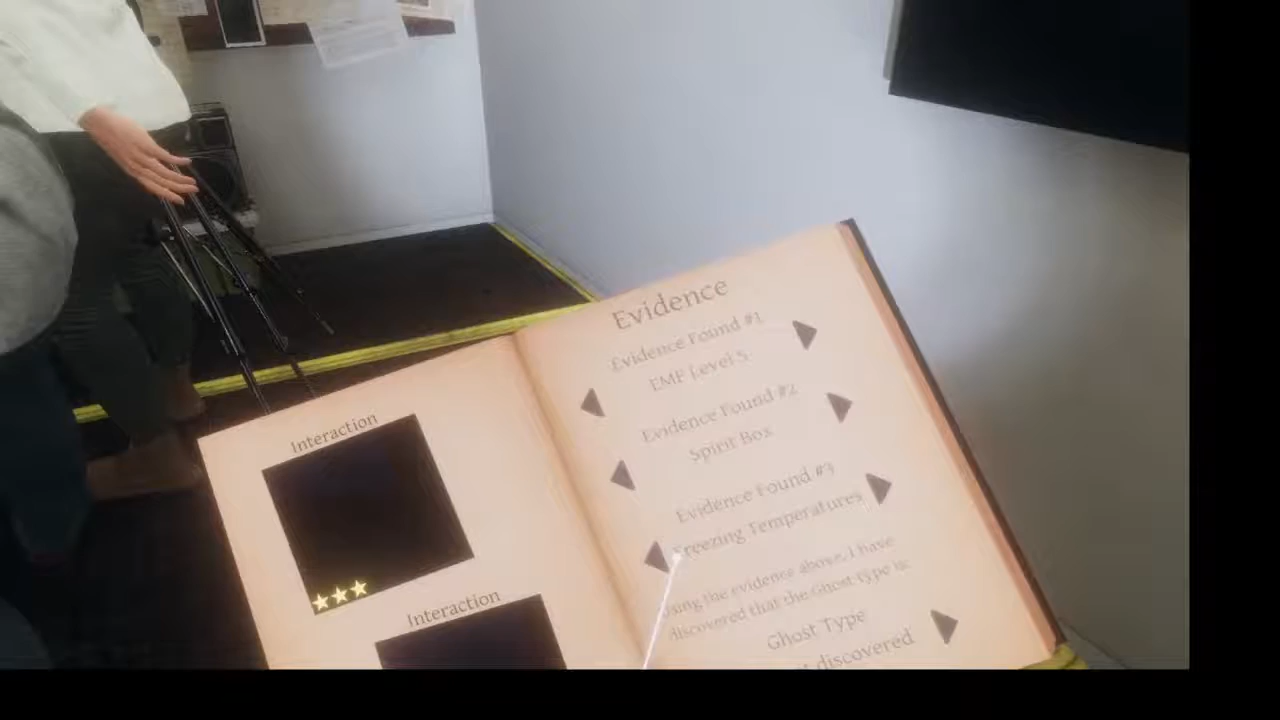 Interaction
Interaction
Evidence
Evidence Found #1
EMF Level 5
Evidence Found #2
Spirit Box
Evidence Found #3
Freezing Temperatures
using the evidence above, I have
discovered that the Ghost Type is:
Ghost Type
discovered